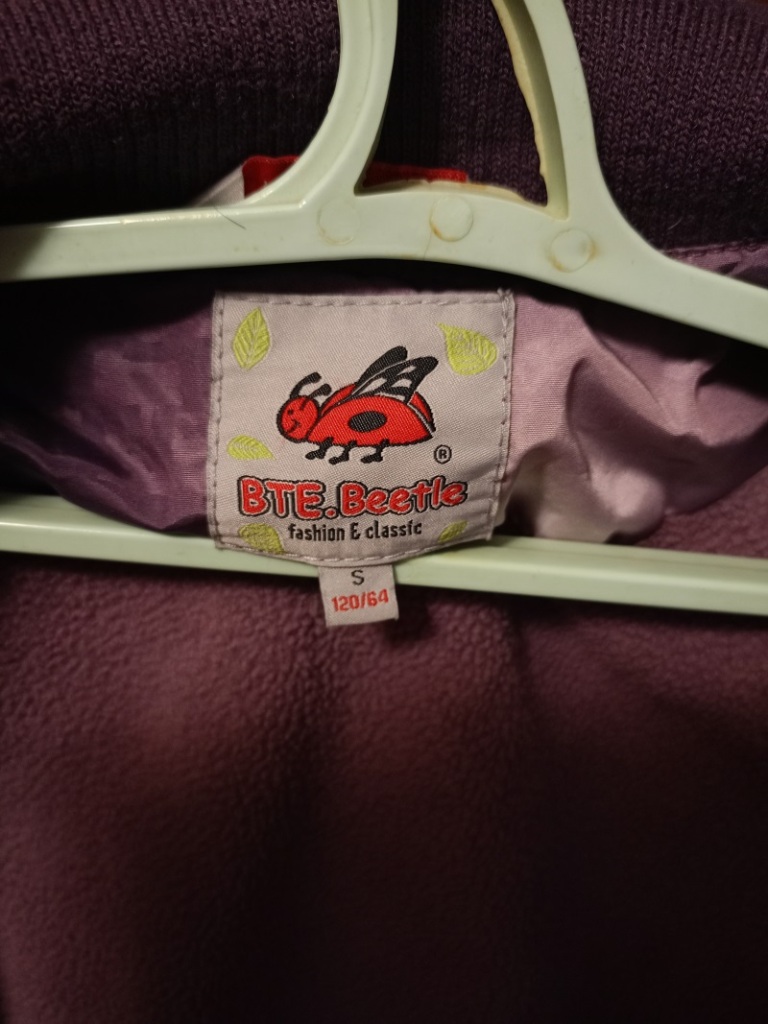 ®
BTE.Beetle
fashion & classic
S
120/64